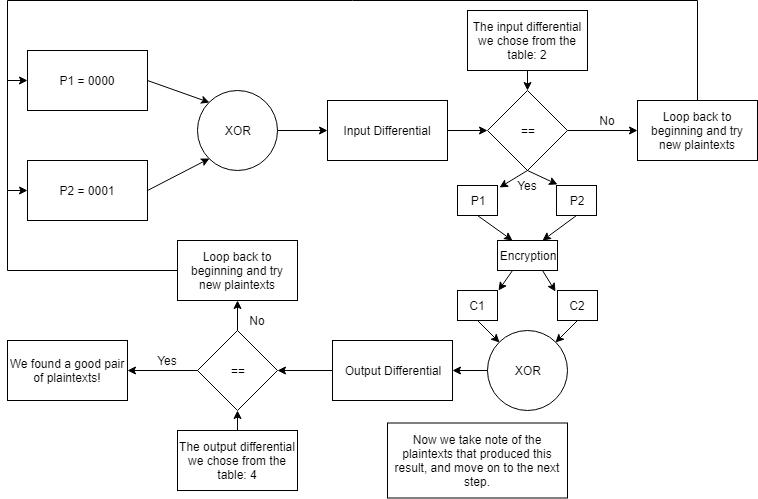 The input differential
we chose from the
table: 2
P1 = 0000
XOR
Input Differential
==
No
Loop back to
beginning and try
new plaintexts
P2 = 0001
Yes
P1
P2
Encryption
Loop back to
beginning and try
new plaintexts
C1
C2
No
We found a good pair
of plaintexts!
Yes
==
Output Differential
XOR
The output differential
we chose from the
table: 4
Now we take note of the
plaintexts that produced this
result, and move on to the next
step.